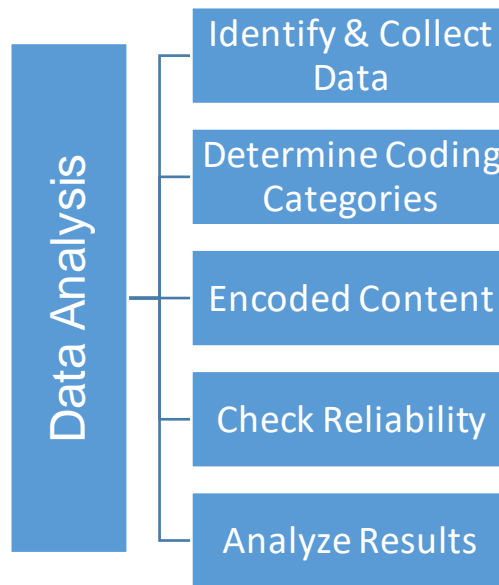 Data Analysis
Identify & Collect
Data
Determine Coding
Categories
Encoded Content
Check Reliability
Analyze Results